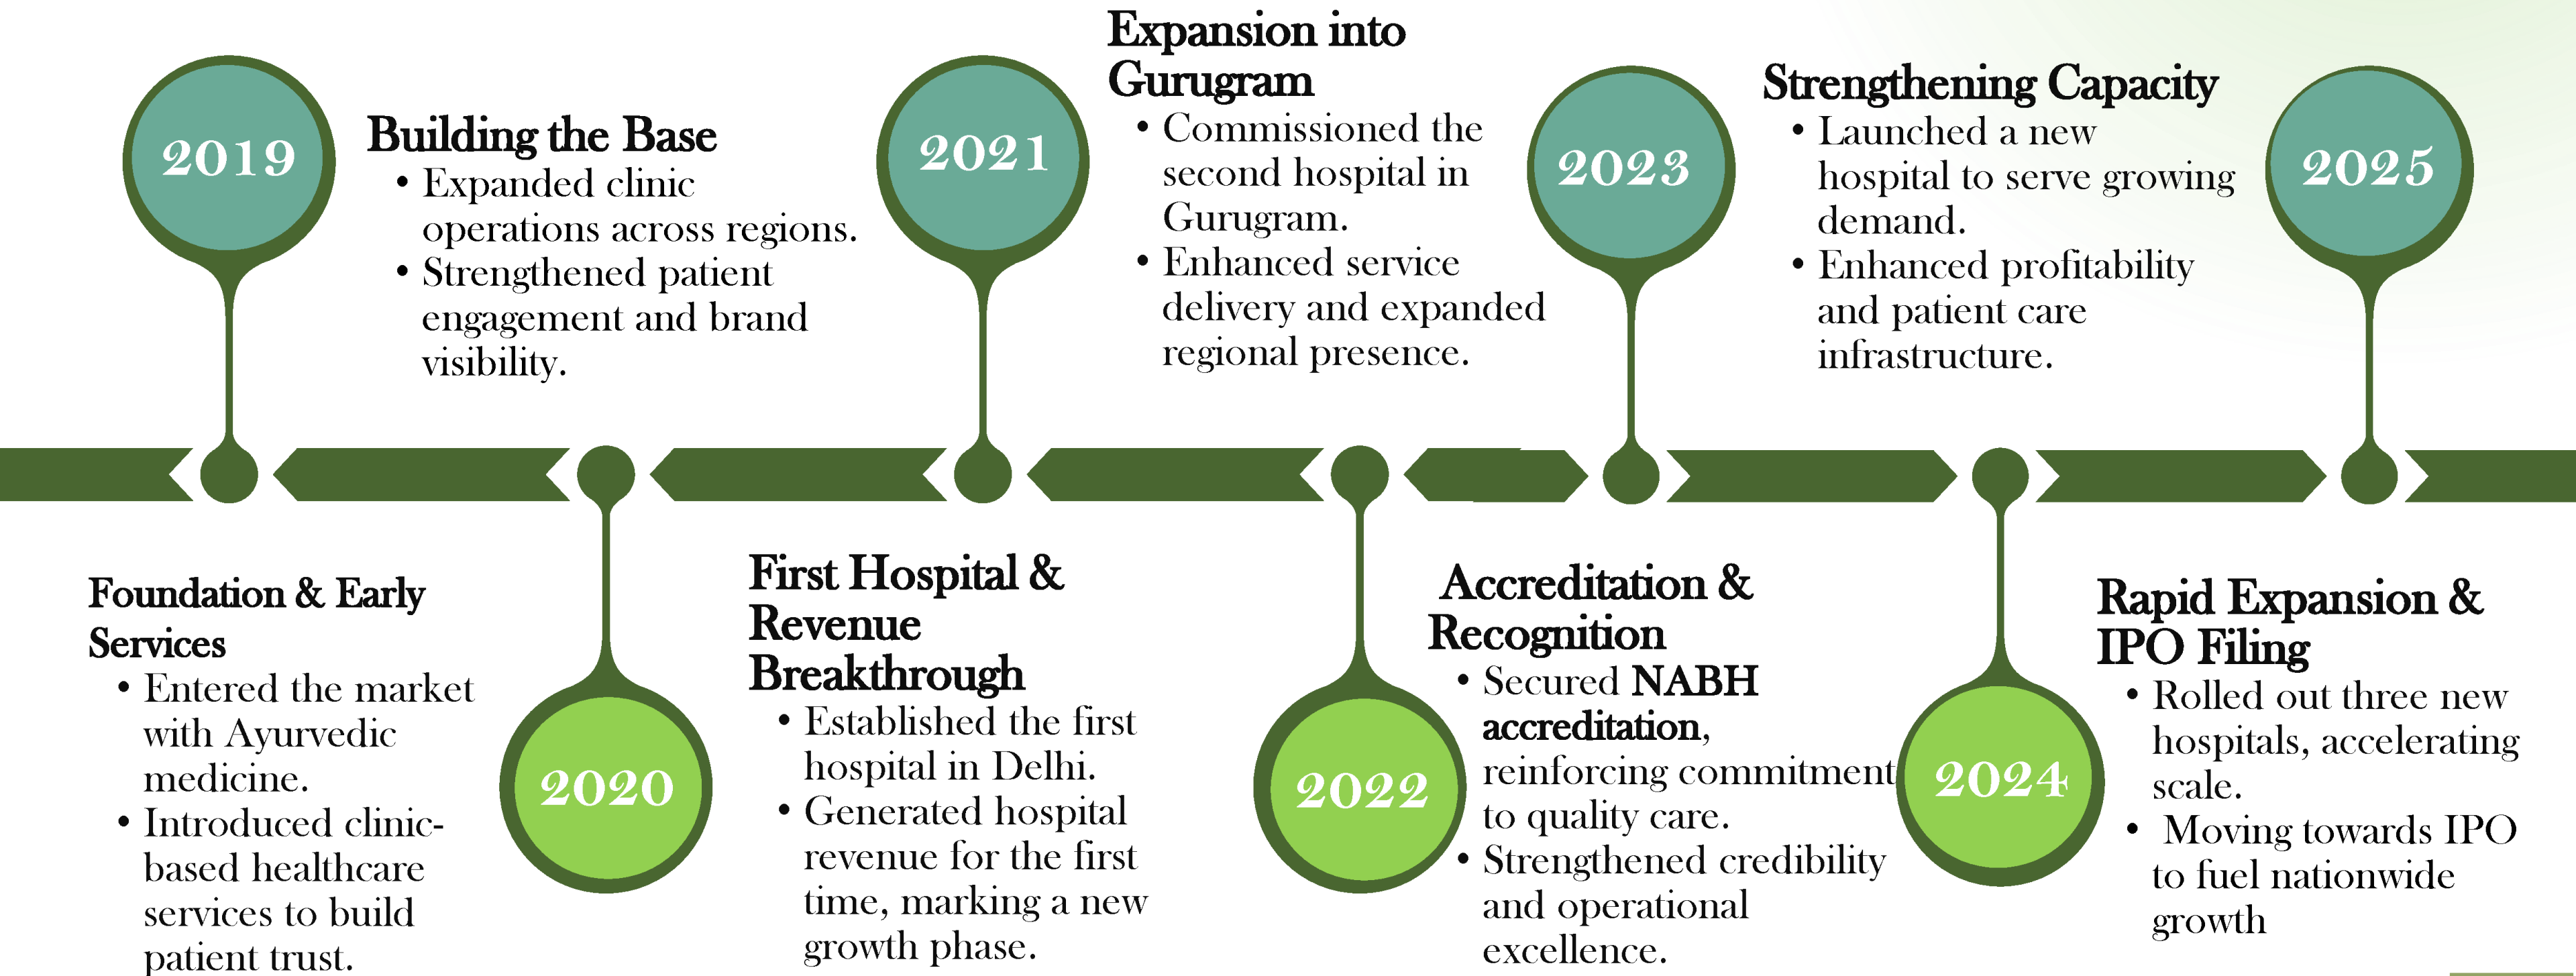 2019
Foundation & Early
Services
• Entered the market
with Ayurvedic
medicine.
• Introduced clinic-
based healthcare
services to build
patient trust.
2020
Building the Base
• Expanded clinic
operations across regions.
• Strengthened patient
engagement and brand
visibility.
2021
First Hospital &
Revenue
Breakthrough
• Established the first
hospital in Delhi.
• Generated hospital
revenue for the first
time, marking a new
growth phase.
2022
Expansion into
Gurugram
• Commissioned the
second hospital in
Gurugram.
• Enhanced service
delivery and expanded
regional presence.
2023
Accreditation &
Recognition
• Secured NABH
accreditation,
reinforcing commitment
to quality care.
• Strengthened credibility
and operational
excellence.
2024
Strengthening Capacity
• Launched a new
hospital to serve growing
demand.
• Enhanced profitability
and patient care
infrastructure.
2025
Rapid Expansion &
IPO Filing
• Rolled out three new
hospitals, accelerating
scale.
• Moving towards IPO
to fuel nationwide
growth